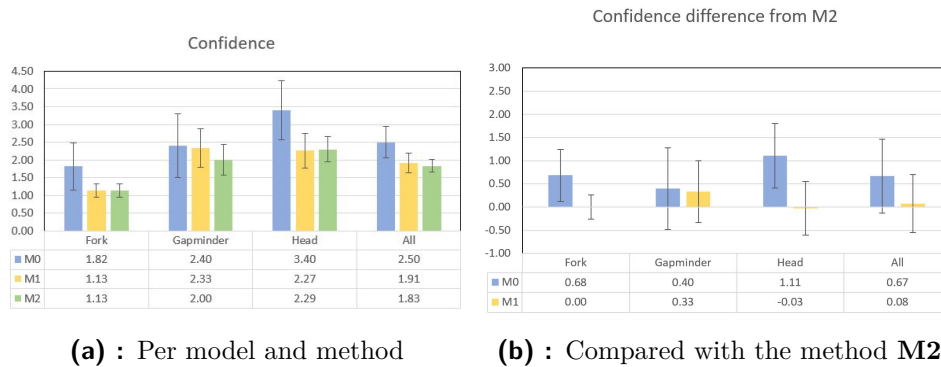 Confidence
4.50
4.00
3.50
3.00
2.50
2.00
1.50
1.00
0.50
0.00
Fork Gapminder Head All
M0 1.82 2.40 3.40 2.50
M1 1.13 2.33 2.27 1.91
M2 1.13 2.00 2.29 1.83
(a) : Per model and method
Confidence difference from M2
3.00
2.50
2.00
1.50
1.00
0.50
0.00
-0.50
-1.00
Fork Gapminder Head All
M0 0.68 0.40 1.11 0.67
M1 0.00 0.33 -0.03 0.08
(b) : Compared with the method M2